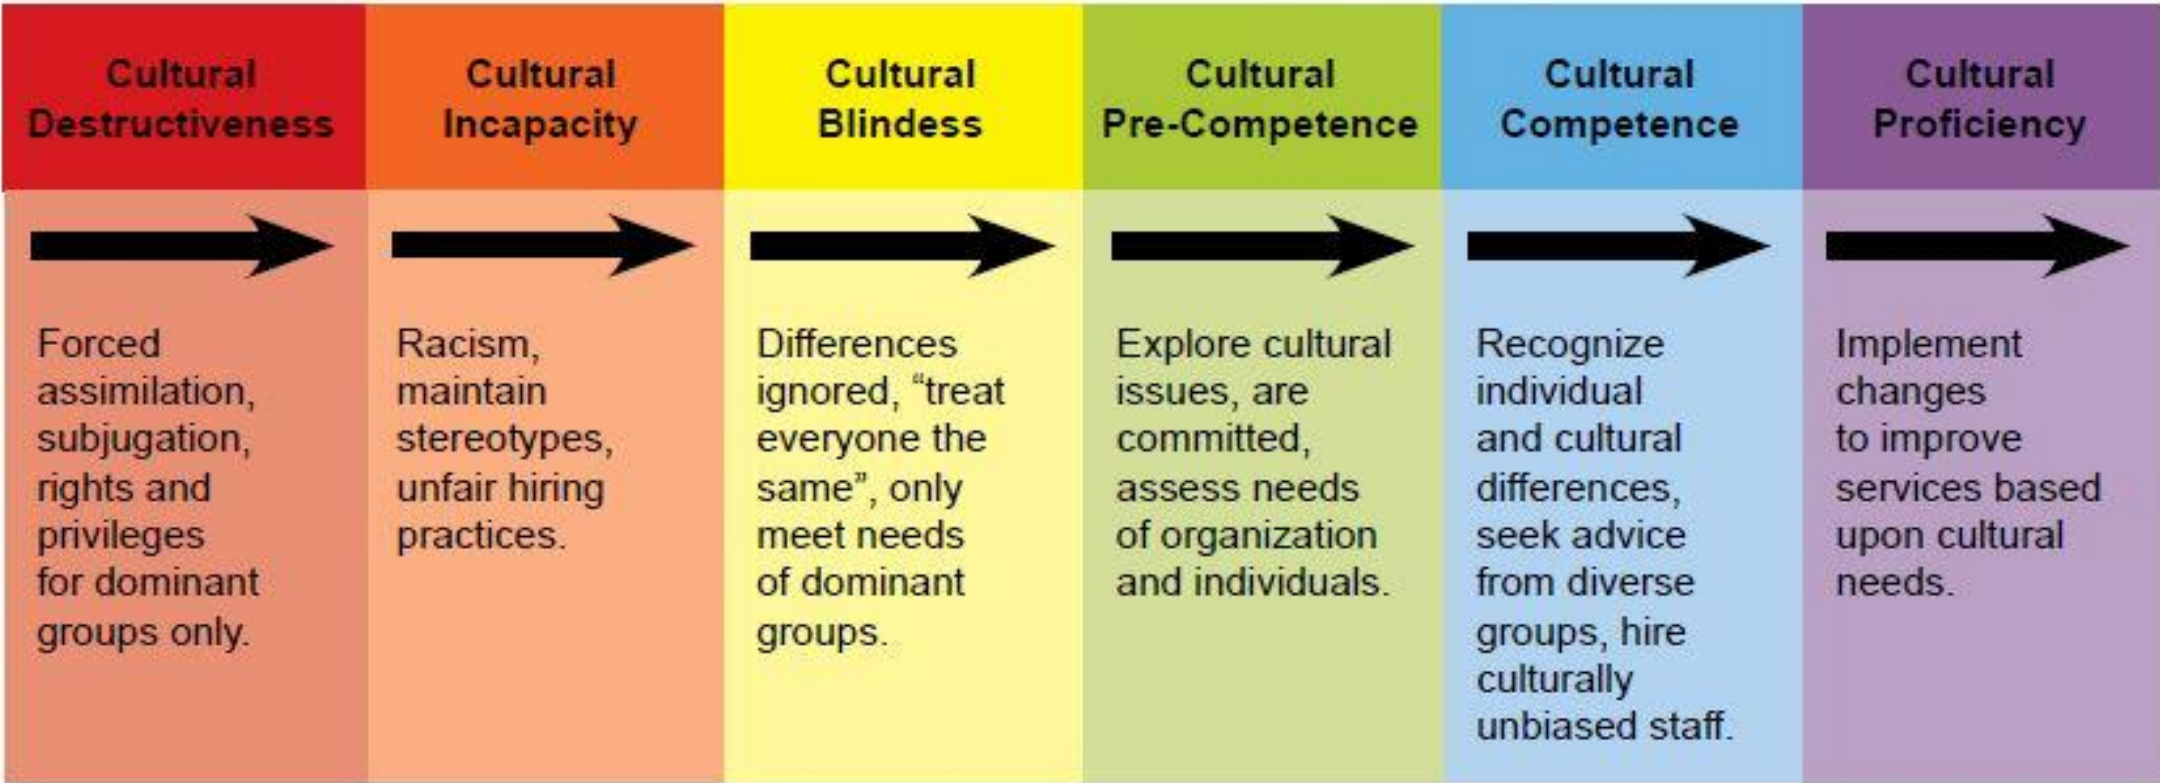 Cultural
Destructiveness
Cultural
Incapacity
Cultural
Blindess
Cultural
Pre-Competence
Cultural
Competence
Cultural
Proficiency
Forced
assimilation,
subjugation,
rights and
privileges
for dominant
groups only.
Racism,
maintain
stereotypes,
unfair hiring
practices.
Differences
ignored, “treat
everyone the
same”, only
meet needs
of dominant
groups.
Explore cultural
issues, are
committed,
assess needs
of organization
and individuals.
Recognize
individual
and cultural
differences,
seek advice
from diverse
groups, hire
culturally
unbiased staff.
Implement
changes
to improve
services based
upon cultural
needs.